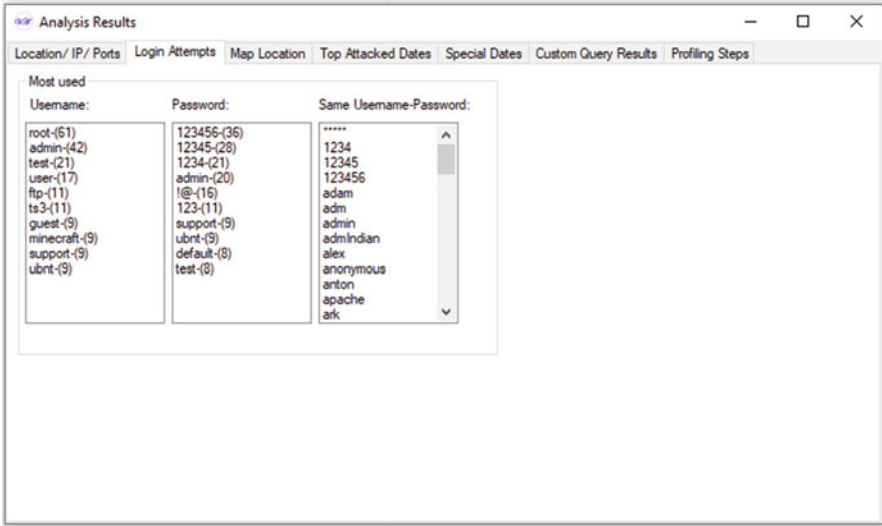 Analysis Results
Location/ IP/ Ports Login Attempts Map Location Top Attacked Dates Special Dates Custom Query Results Profiling Steps
Most used
Username: Password: Same Username-Password:
root-(61)
admin-(42)
test-(21)
user-(17)
ftp-(11)
ts3-(11)
guest-(9)
minecraft-(9)
support-(9)
ubnt-(9)
123456-(36)
12345-(28)
1234-(21)
admin-(20)
!@-(16)
123-(11)
support-(9)
ubnt-(9)
default-(8)
test-(8)
*****
1234
12345
123456
adam
adm
admin
admIndian
alex
anonymous
anton
apache
ark